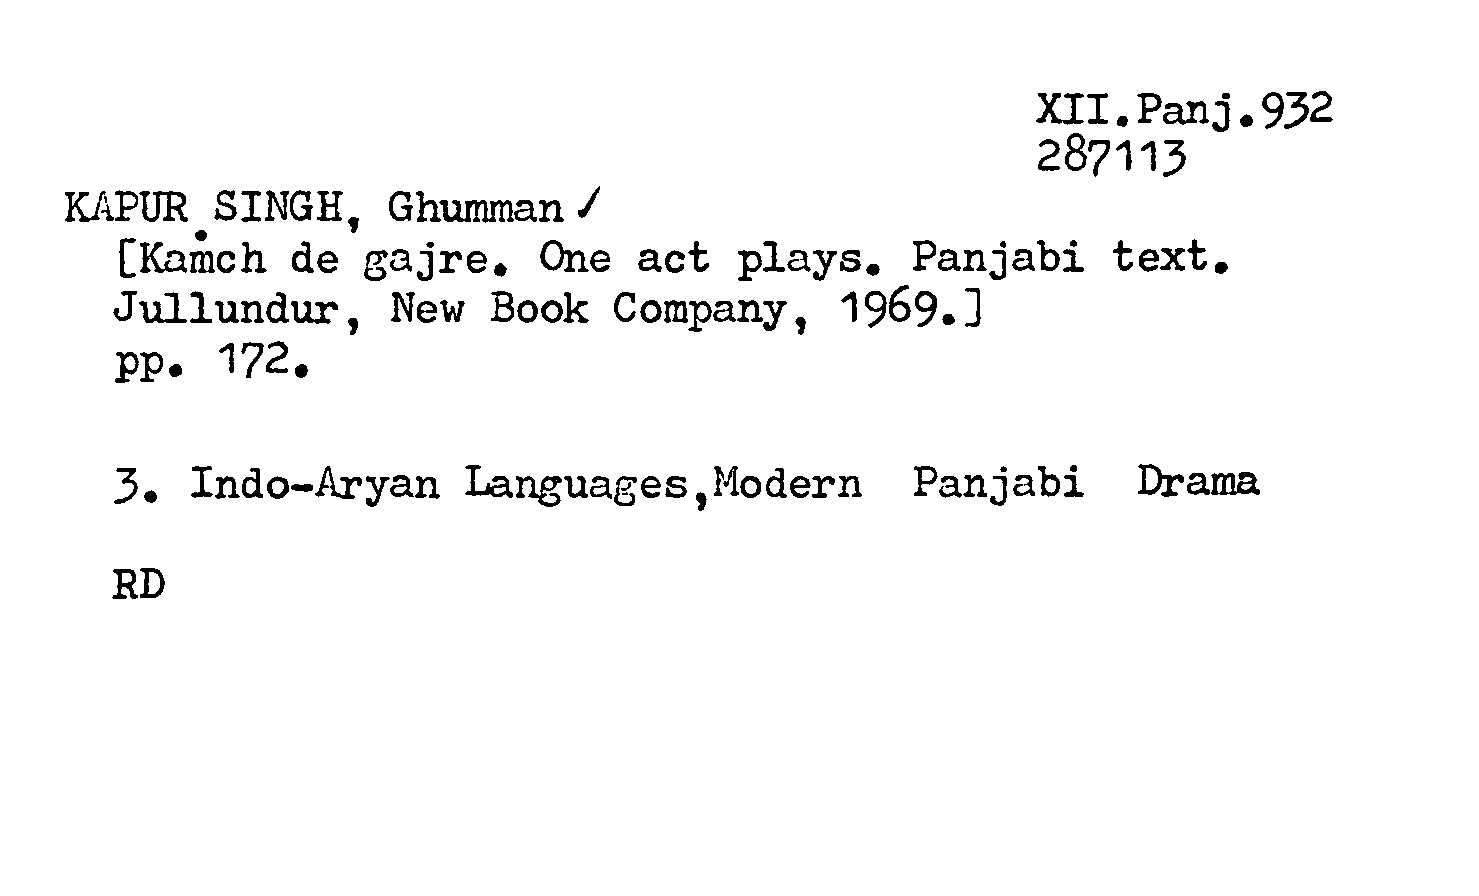 XII.Panj.932
287113
KAPUR SINGH, Ghumman ✓
[Kaṁch de gajre. One act plays. Panjabi text.
Jullundur, New Book Company, 1969.]
pp. 172.
3. Indo-Aryan Languages,Modern Panjabi Drama
RD